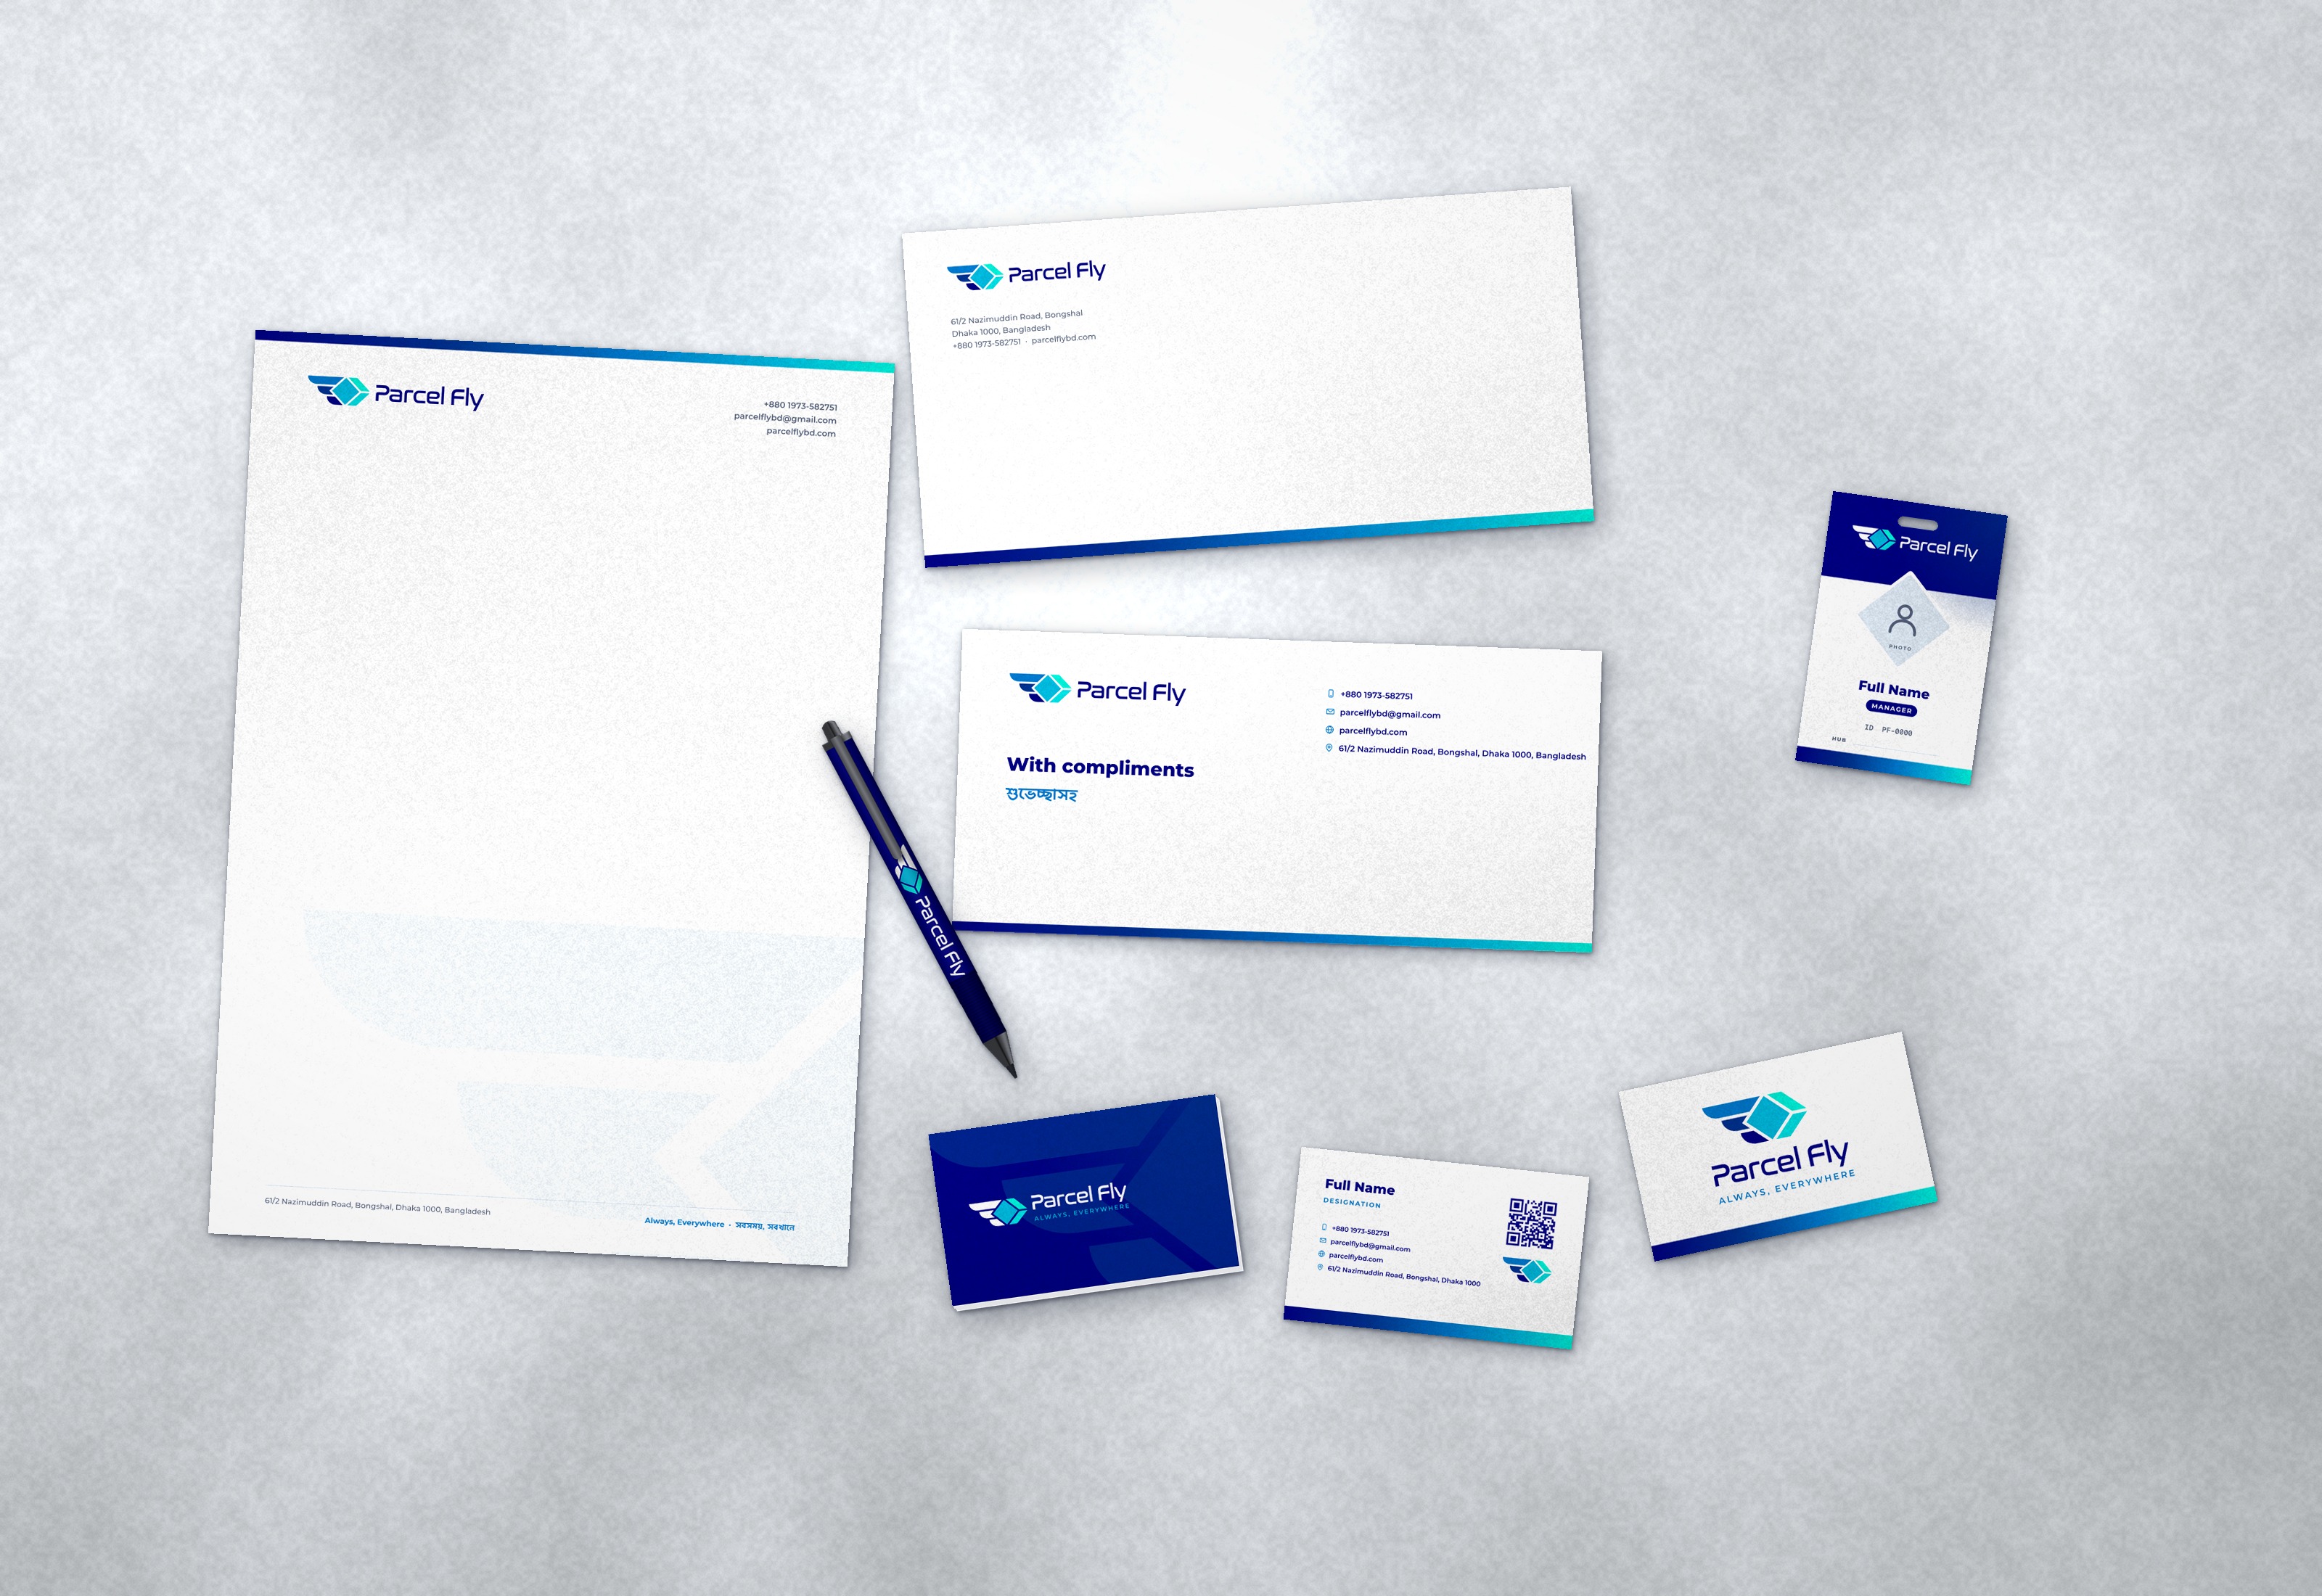 Parcel Fly
+880 1973-582751
parcelflybd@gmail.com
parcelflybd.com
61/2 Nazimuddin Road, Bongshal, Dhaka 1000, Bangladesh
Always, Everywhere · সবসময়, সবখানে
Parcel Fly
61/2 Nazimuddin Road, Bongshal
Dhaka 1000, Bangladesh
+880 1973-582751 · parcelflybd.com
Parcel Fly
With compliments
শুভেচ্ছাসহ
+880 1973-582751
parcelflybd@gmail.com
parcelflybd.com
61/2 Nazimuddin Road, Bongshal, Dhaka 1000, Bangladesh
Parcel Fly
Parcel Fly
PHOTO
Full Name
MANAGER
ID PF-0000
HUB
Parcel Fly
ALWAYS, EVERYWHERE
Full Name
DESIGNATION
+880 1973-582751
parcelflybd@gmail.com
parcelflybd.com
61/2 Nazimuddin Road, Bongshal, Dhaka 1000
Parcel Fly
ALWAYS, EVERYWHERE